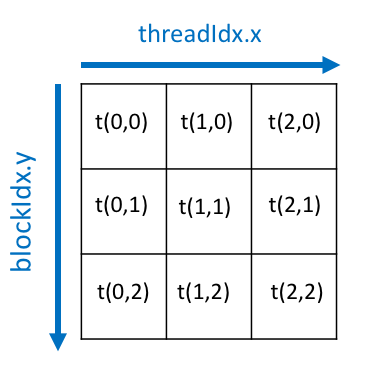 threadIdx.x
blockIdx.y
t(0,0) t(1,0) t(2,0)
t(0,1) t(1,1) t(2,1)
t(0,2) t(1,2) t(2,2)